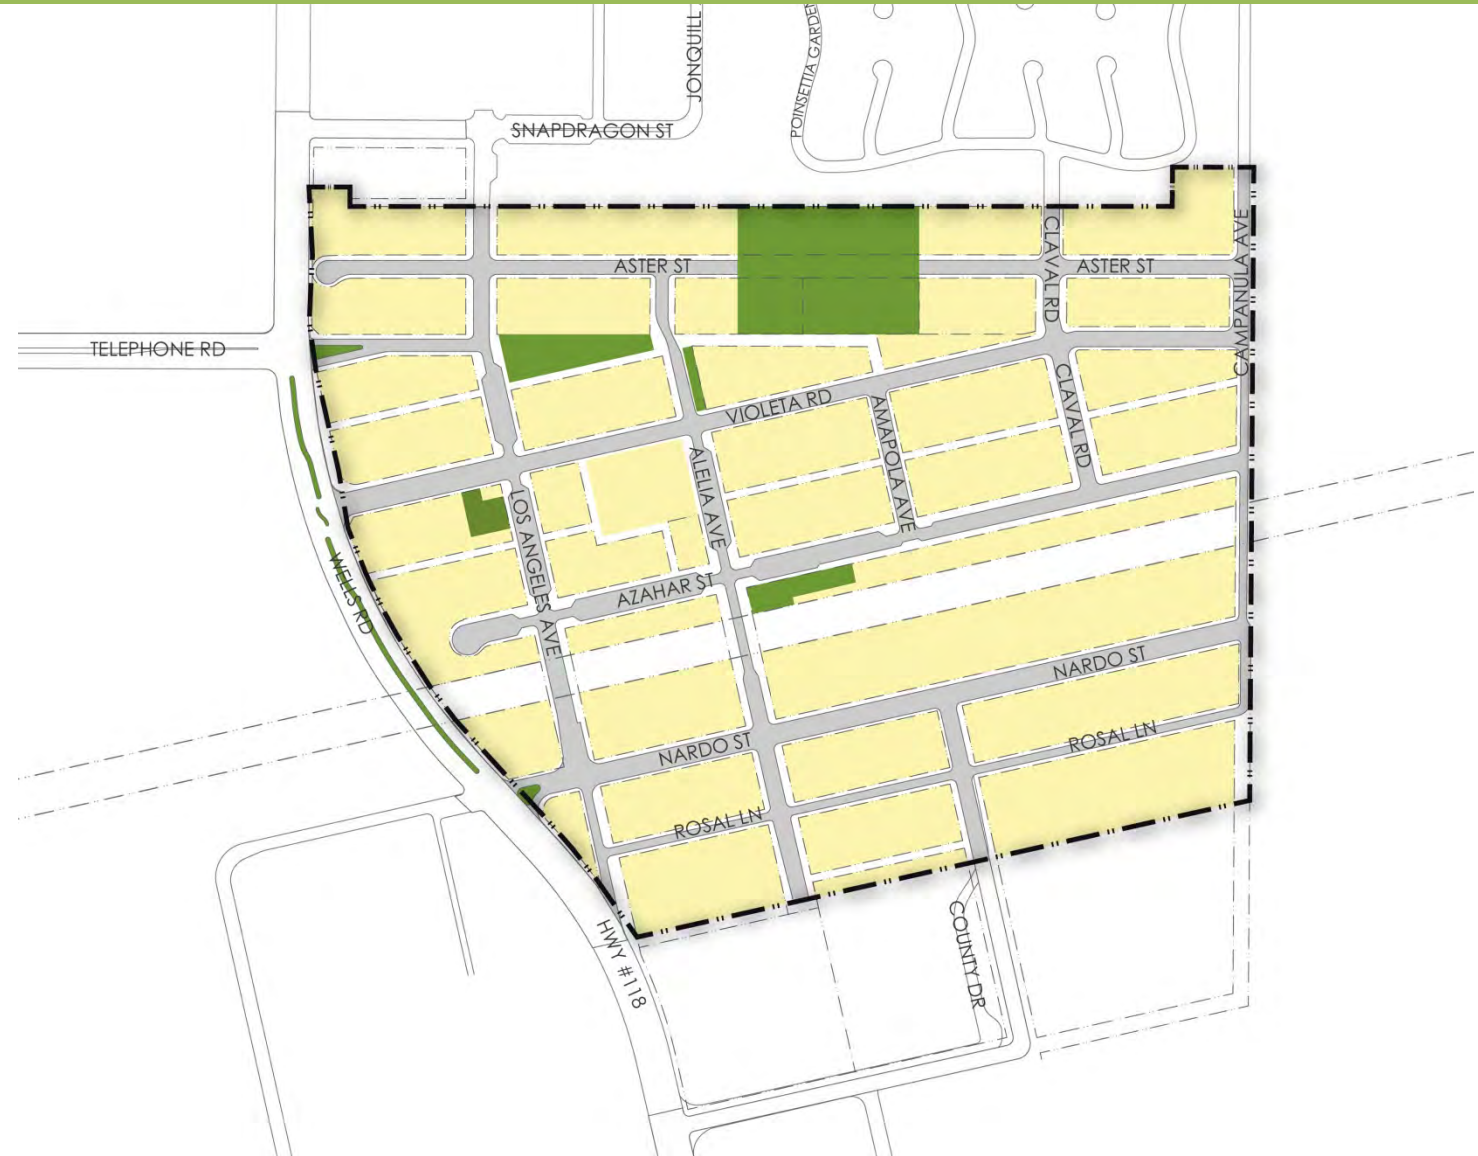 JONQUILL
POINSETTIA GARDEN
SNAPDRAGON ST
ASTER ST
CLAVAL RD
ASTER ST
CAMPANULA AVE
TELEPHONE RD
VIOLETA RD
CLAVAL RD
AMAPOLA AVE
ALELIA AVE
LOS ANGELES AVE
WELLS RD
AZAHAR ST
NARDO ST
NARDO ST
ROSAL LN
ROSAL LN
COUNTY DR
HWY #118